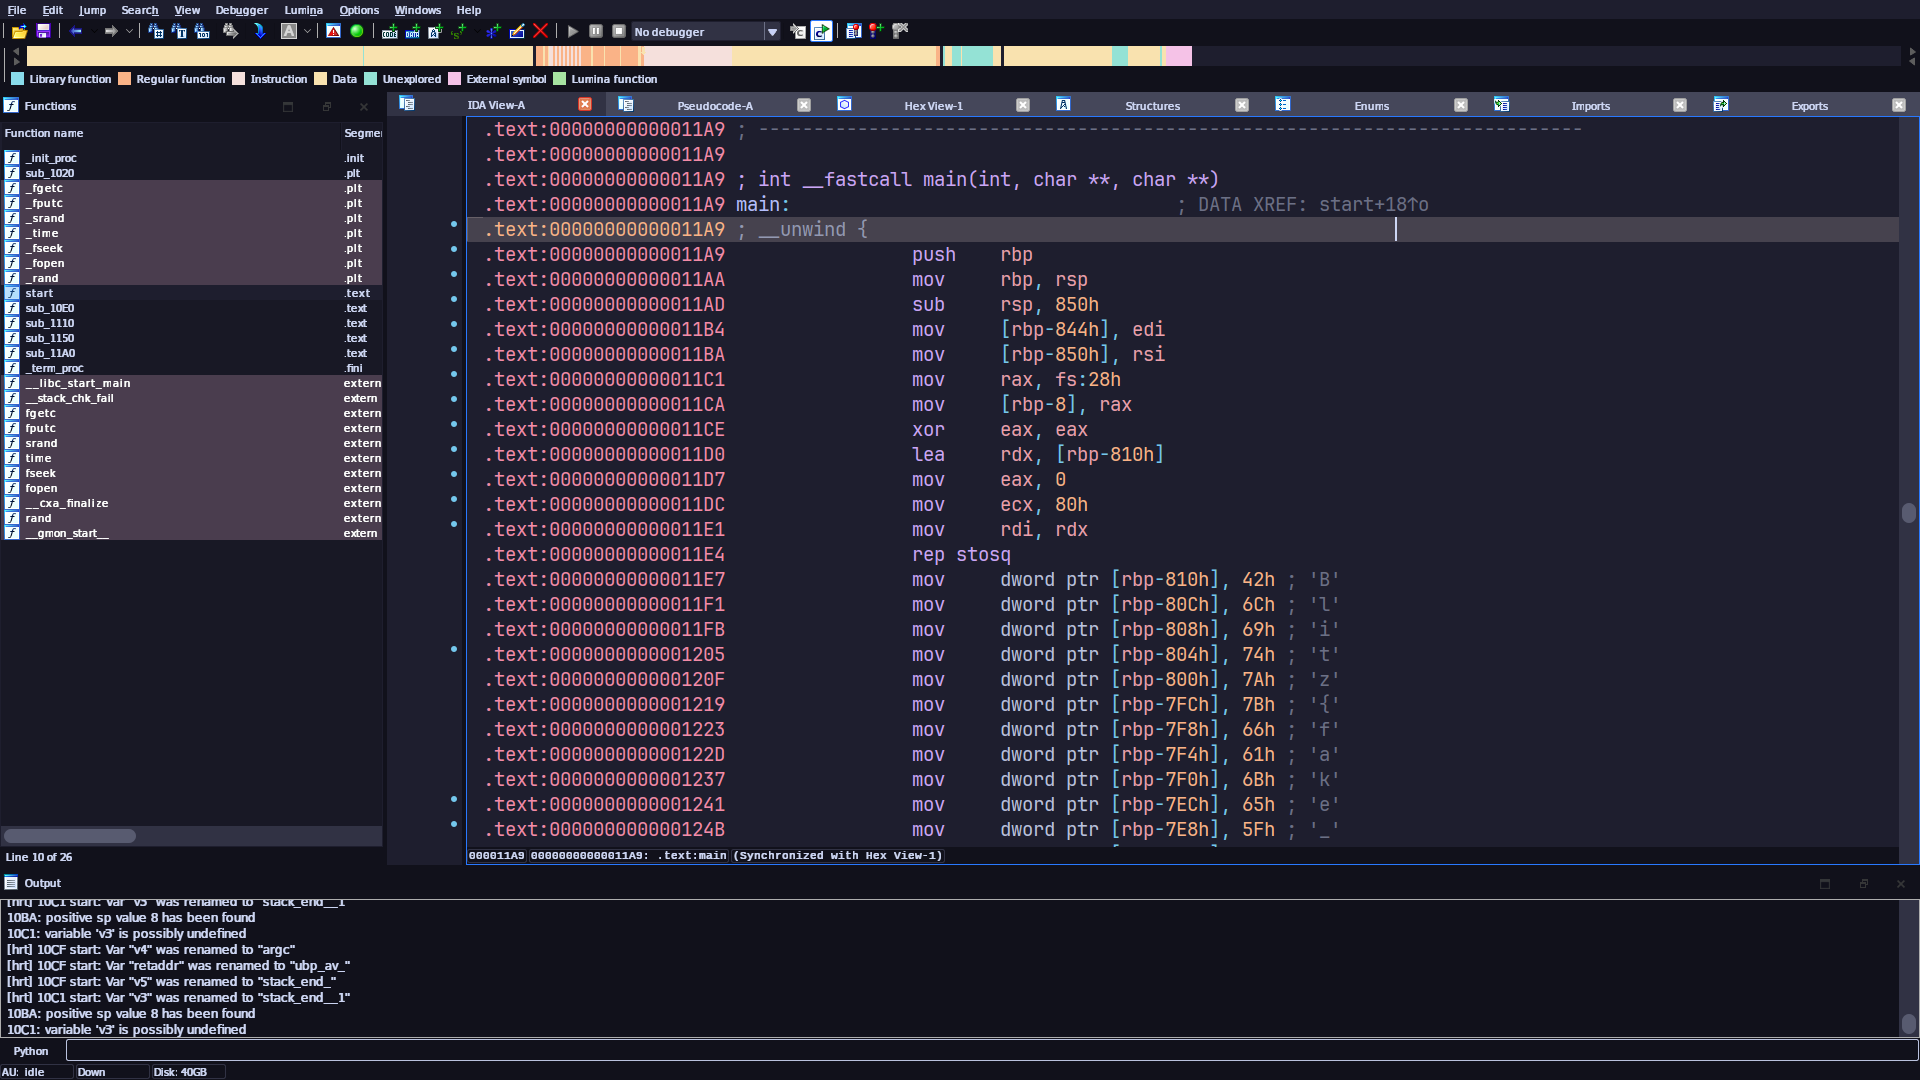 File Edit Jump Search View Debugger Lumina Options Windows Help
No debugger
Library function Regular function Instruction Data Unexplored External symbol Lumina function
Functions
Function name Segmer
_init_proc .init
sub_1020 .plt
_fgetc .plt
_fputc .plt
_srand .plt
_time .plt
_fseek .plt
_fopen .plt
_rand .plt
start .text
sub_10E0 .text
sub_1110 .text
sub_1150 .text
sub_11A0 .text
_term_proc .fini
__libc_start_main extern
__stack_chk_fail extern
fgetc extern
fputc extern
srand extern
time extern
fseek extern
fopen extern
__cxa_finalize extern
rand extern
__gmon_start__ extern
Line 10 of 26
IDA View-A Pseudocode-A Hex View-1 Structures Enums Imports Exports
.text:00000000000011A9 ; ---------------------------------------------------------------------------
.text:00000000000011A9
.text:00000000000011A9 ; int __fastcall main(int, char **, char **)
.text:00000000000011A9 main: ; DATA XREF: start+18↑o
.text:00000000000011A9 ; __unwind {
.text:00000000000011A9 push rbp
.text:00000000000011AA mov rbp, rsp
.text:00000000000011AD sub rsp, 850h
.text:00000000000011B4 mov [rbp-844h], edi
.text:00000000000011BA mov [rbp-850h], rsi
.text:00000000000011C1 mov rax, fs:28h
.text:00000000000011CA mov [rbp-8], rax
.text:00000000000011CE xor eax, eax
.text:00000000000011D0 lea rdx, [rbp-810h]
.text:00000000000011D7 mov eax, 0
.text:00000000000011DC mov ecx, 80h
.text:00000000000011E1 mov rdi, rdx
.text:00000000000011E4 rep stosq
.text:00000000000011E7 mov dword ptr [rbp-810h], 42h ; 'B'
.text:00000000000011F1 mov dword ptr [rbp-80Ch], 6Ch ; 'l'
.text:00000000000011FB mov dword ptr [rbp-808h], 69h ; 'i'
.text:0000000000001205 mov dword ptr [rbp-804h], 74h ; 't'
.text:000000000000120F mov dword ptr [rbp-800h], 7Ah ; 'z'
.text:0000000000001219 mov dword ptr [rbp-7FCh], 7Bh ; '{'
.text:0000000000001223 mov dword ptr [rbp-7F8h], 66h ; 'f'
.text:000000000000122D mov dword ptr [rbp-7F4h], 61h ; 'a'
.text:0000000000001237 mov dword ptr [rbp-7F0h], 6Bh ; 'k'
.text:0000000000001241 mov dword ptr [rbp-7ECh], 65h ; 'e'
.text:000000000000124B mov dword ptr [rbp-7E8h], 5Fh ; '_'
000011A9 00000000000011A9: .text:main (Synchronized with Hex View-1)
Output
[hrt] 10C1 start: Var "v3" was renamed to "stack_end__1"
10BA: positive sp value 8 has been found
10C1: variable 'v3' is possibly undefined
[hrt] 10CF start: Var "v4" was renamed to "argc"
[hrt] 10CF start: Var "retaddr" was renamed to "ubp_av_"
[hrt] 10CF start: Var "v5" was renamed to "stack_end_"
[hrt] 10C1 start: Var "v3" was renamed to "stack_end__1"
10BA: positive sp value 8 has been found
10C1: variable 'v3' is possibly undefined
Python
AU: idle Down Disk: 40GB